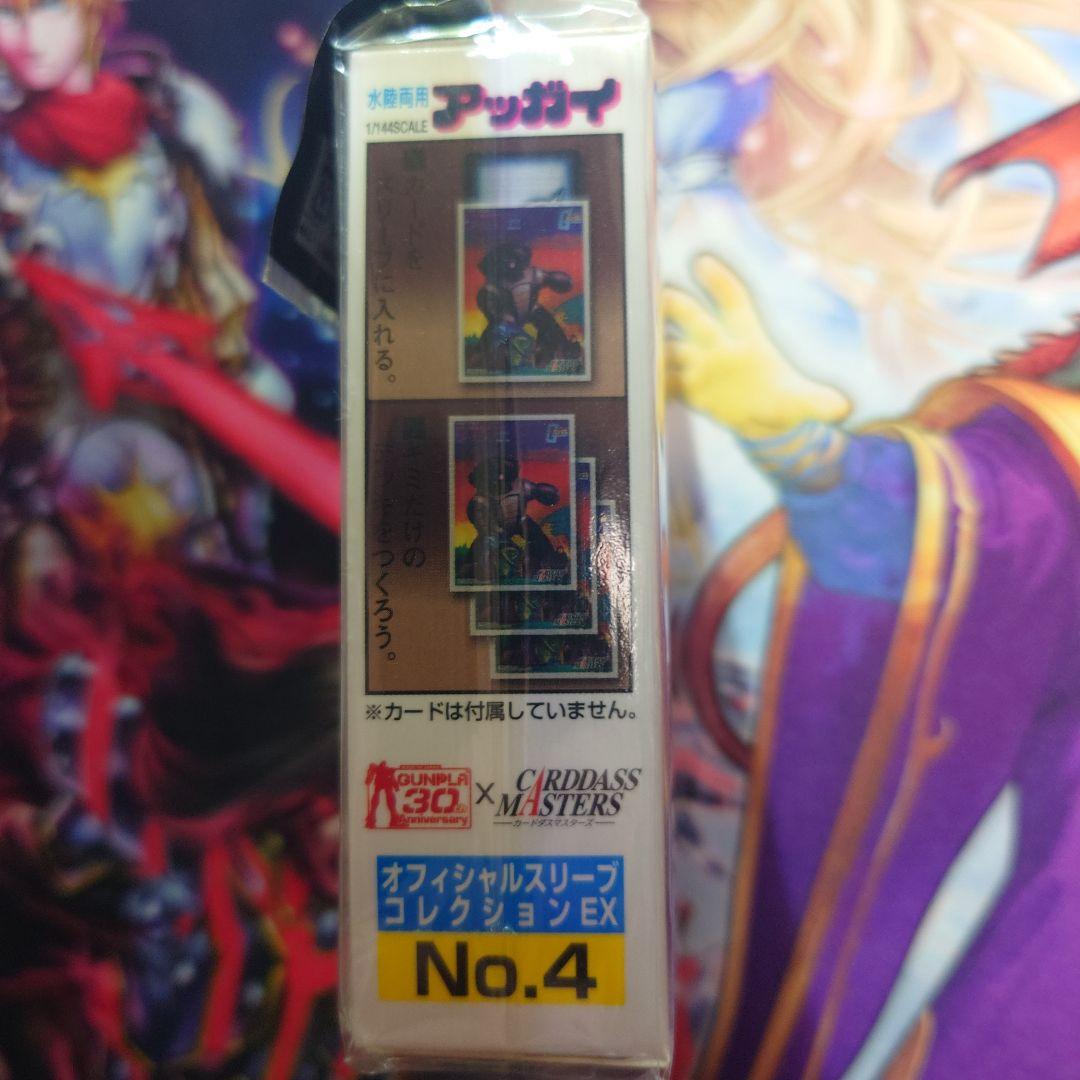 水陸両用
1/144SCALE
アッガイ
カードを
スリーブに入れる。
キミだけの
をつくろう。
※カードは付属していません。
GUNPLA
30th
Anniversary
×
CARDDASS
MASTERS
カードダスマスターズ
オフィシャルスリーブ
コレクションEX
No.4